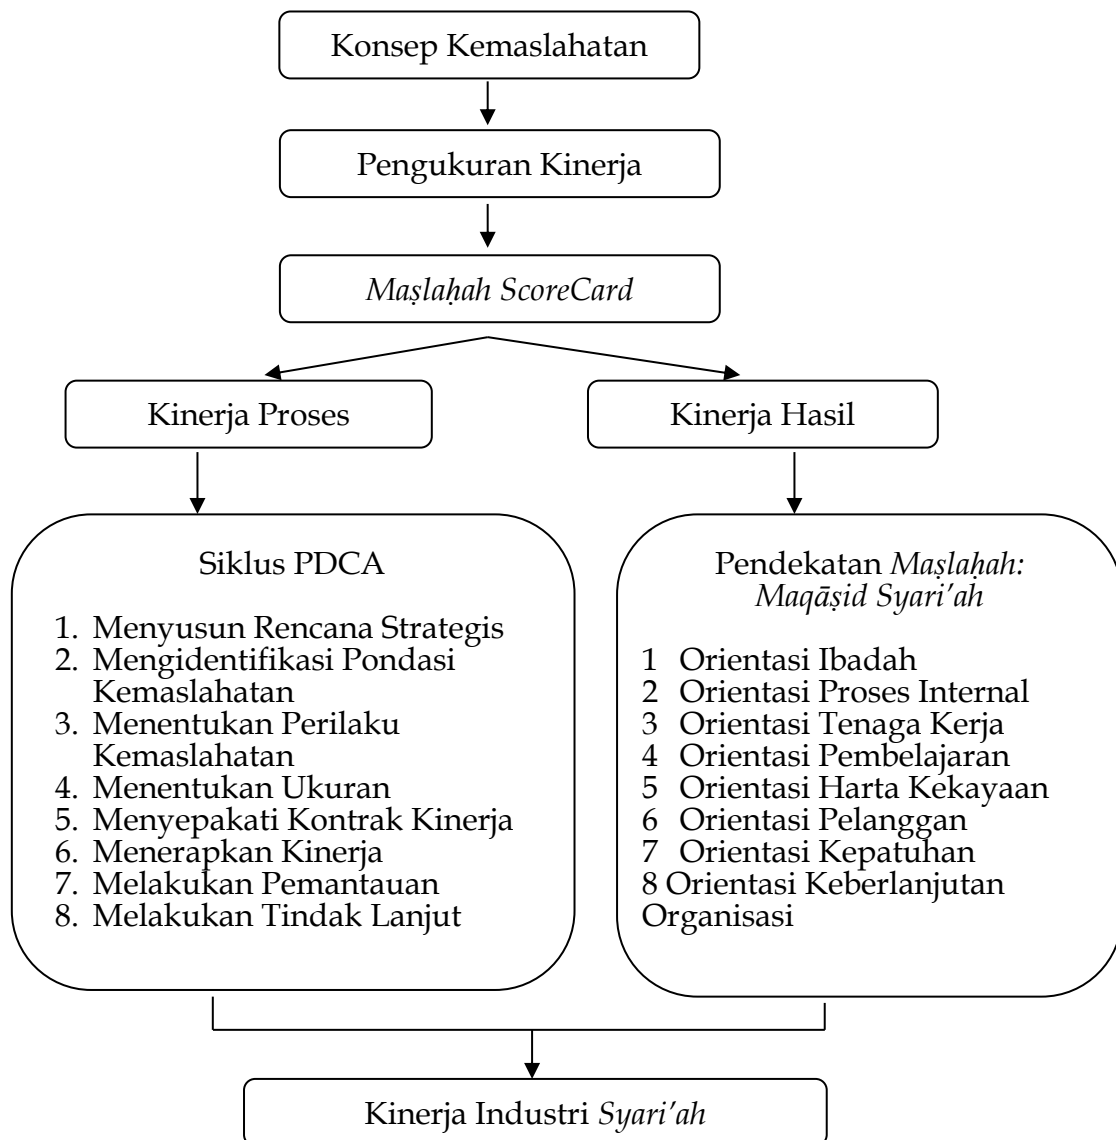 Konsep Kemaslahatan
Pengukuran Kinerja
Maṣlaḥah ScoreCard
Kinerja Proses
Kinerja Hasil
Siklus PDCA
1. Menyusun Rencana Strategis
2. Mengidentifikasi Pondasi
Kemaslahatan
3. Menentukan Perilaku
Kemaslahatan
4. Menentukan Ukuran
5. Menyepakati Kontrak Kinerja
6. Menerapkan Kinerja
7. Melakukan Pemantauan
8. Melakukan Tindak Lanjut
Pendekatan Maṣlaḥah:
Maqāṣid Syari’ah
1 Orientasi Ibadah
2 Orientasi Proses Internal
3 Orientasi Tenaga Kerja
4 Orientasi Pembelajaran
5 Orientasi Harta Kekayaan
6 Orientasi Pelanggan
7 Orientasi Kepatuhan
8 Orientasi Keberlanjutan
Organisasi
Kinerja Industri Syari’ah